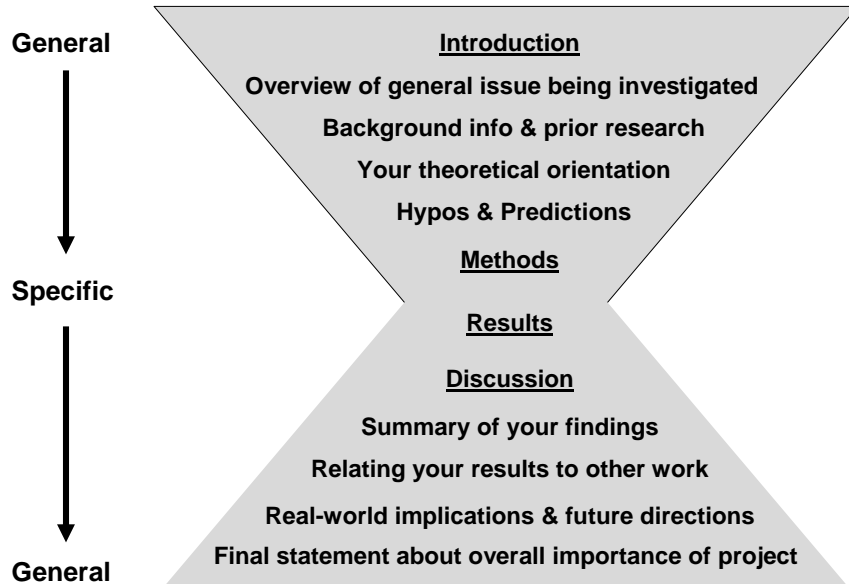 General
Introduction
Overview of general issue being investigated
Background info & prior research
Your theoretical orientation
Hypos & Predictions
Methods
Specific
Results
Discussion
Summary of your findings
Relating your results to other work
Real-world implications & future directions
Final statement about overall importance of project
General